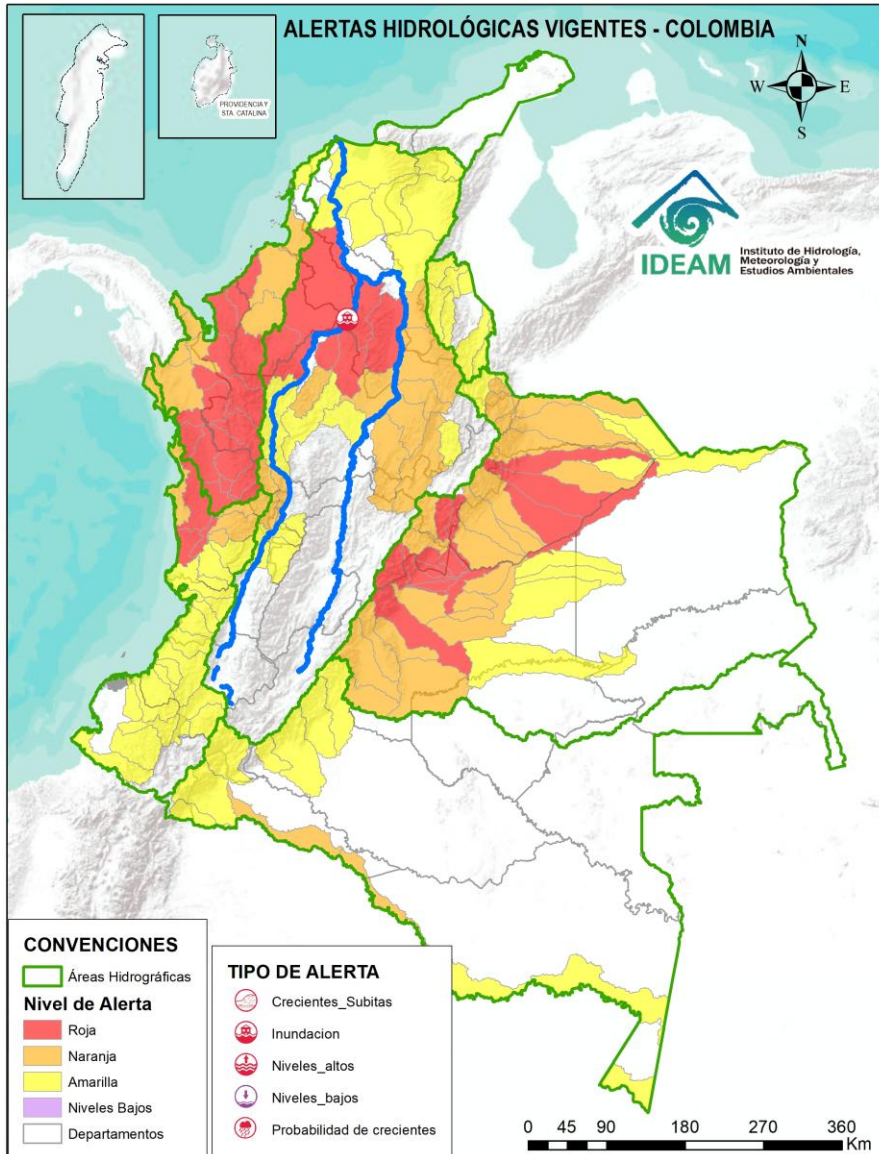 ALERTAS HIDROLÓGICAS VIGENTES - COLOMBIA
PROVIDENCIA Y
STA. CATALINA
N
W
E
S
IDEAM
Instituto de Hidrología,
Meteorología y
Estudios Ambientales
CONVENCIONES
Áreas Hidrográficas
Nivel de Alerta
Roja
Naranja
Amarilla
Niveles Bajos
Departamentos
TIPO DE ALERTA
Crecientes_Subitas
Inundacion
Niveles_altos
Niveles_bajos
Probabilidad de crecientes
0 45 90 180 270 360
Km